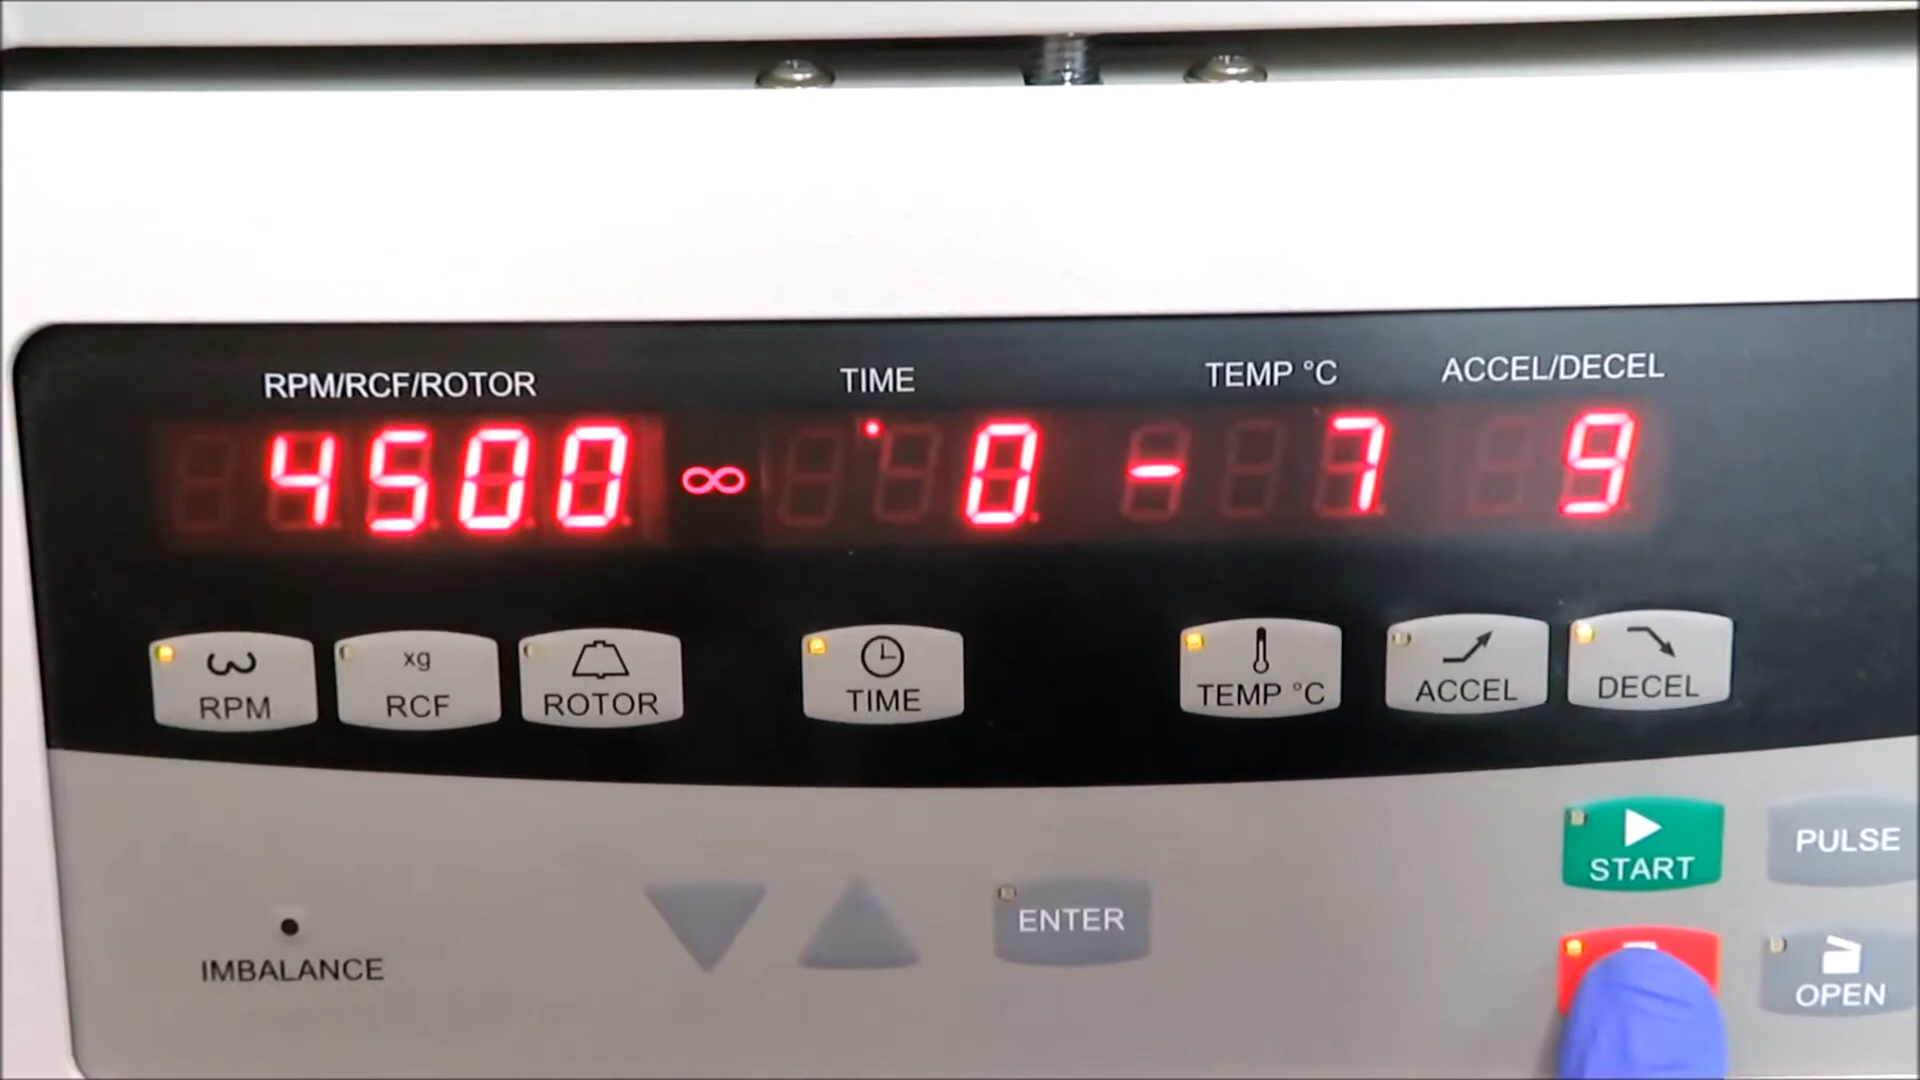 RPM/RCF/ROTOR TIME TEMP °C ACCEL/DECEL
4500 ∞ 0 -7 9
xg
RPM RCF ROTOR TIME TEMP °C ACCEL DECEL
START PULSE
ENTER
IMBALANCE OPEN